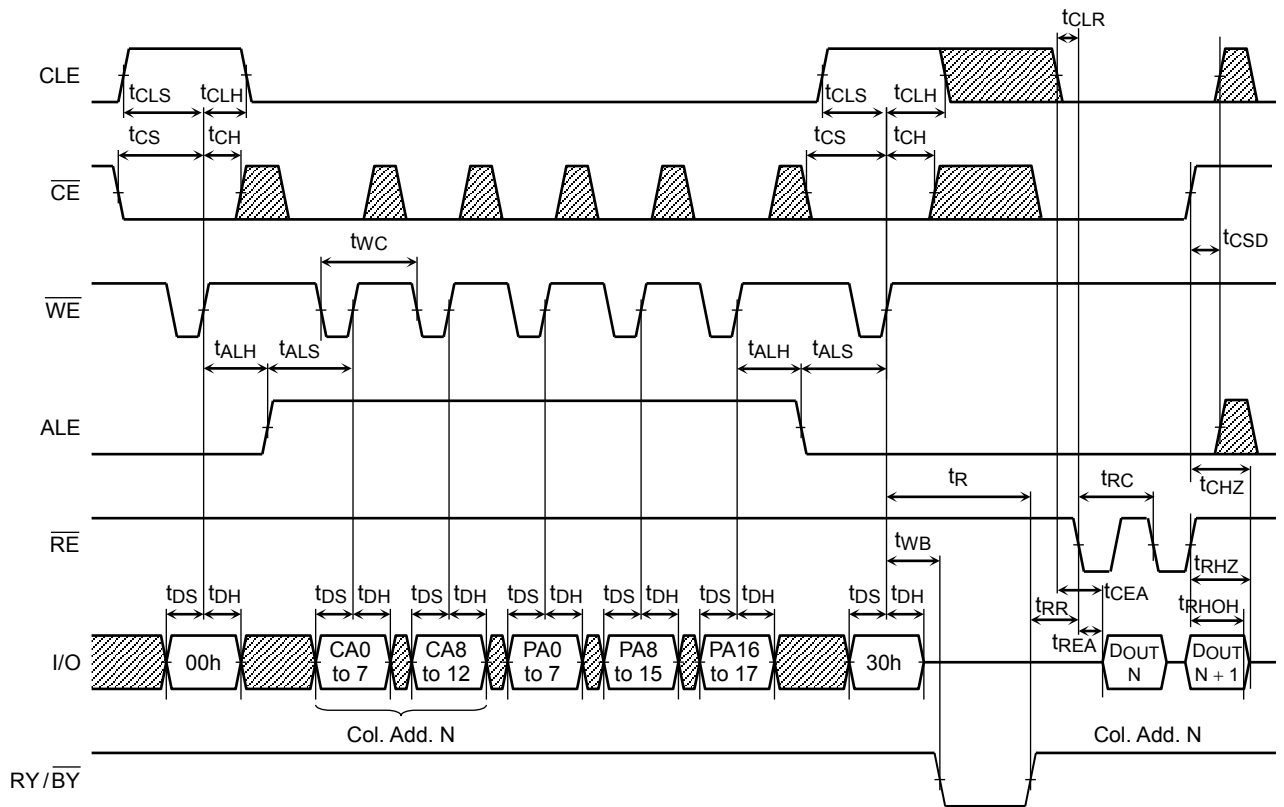 tCLR
CLE
tCLS tCLH tCLS tCLH
tCS tCH tCS tCH
CE
tWC
tCSD
WE
tALH tALS tALH tALS
ALE
tR tRC tCHZ
RE
tWB
tRHZ
tDS tDH tDS tDH tDS tDH tDS tDH tDS tDH tDS tDH tDS tDH
tCEA
tRR tRHOH
tREA
I/O
00h
CA0 to 7
CA8 to 12
PA0 to 7
PA8 to 15
PA16 to 17
30h
DOUT N
DOUT N + 1
Col. Add. N
Col. Add. N
RY/BY